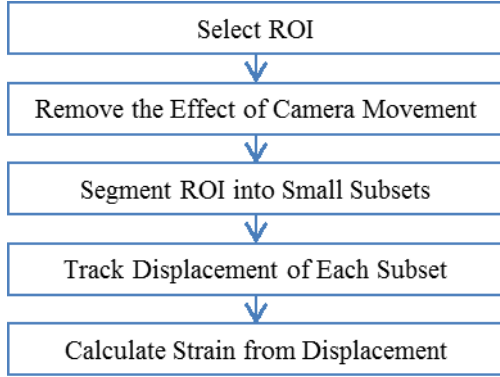 Select ROI
Remove the Effect of Camera Movement
Segment ROI into Small Subsets
Track Displacement of Each Subset
Calculate Strain from Displacement